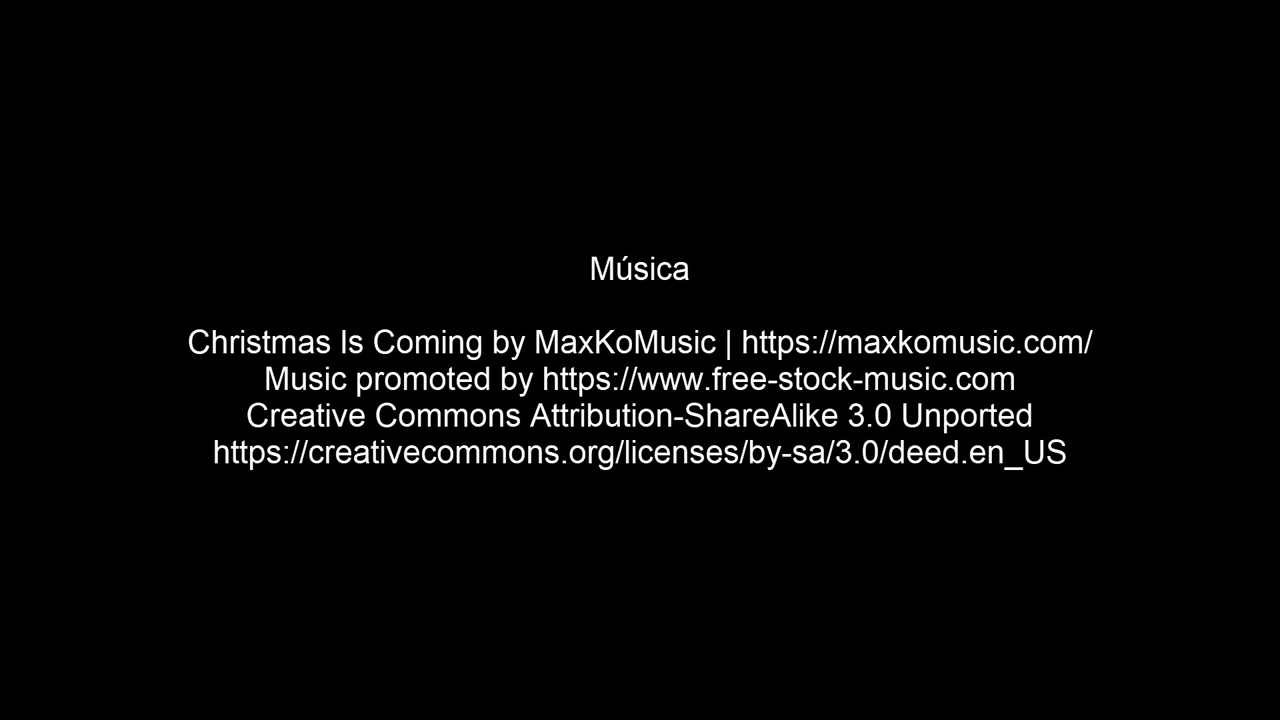 Música
Christmas Is Coming by MaxKoMusic | https://maxkomusic.com/
Music promoted by https://www.free-stock-music.com
Creative Commons Attribution-ShareAlike 3.0 Unported
https://creativecommons.org/licenses/by-sa/3.0/deed.en_US